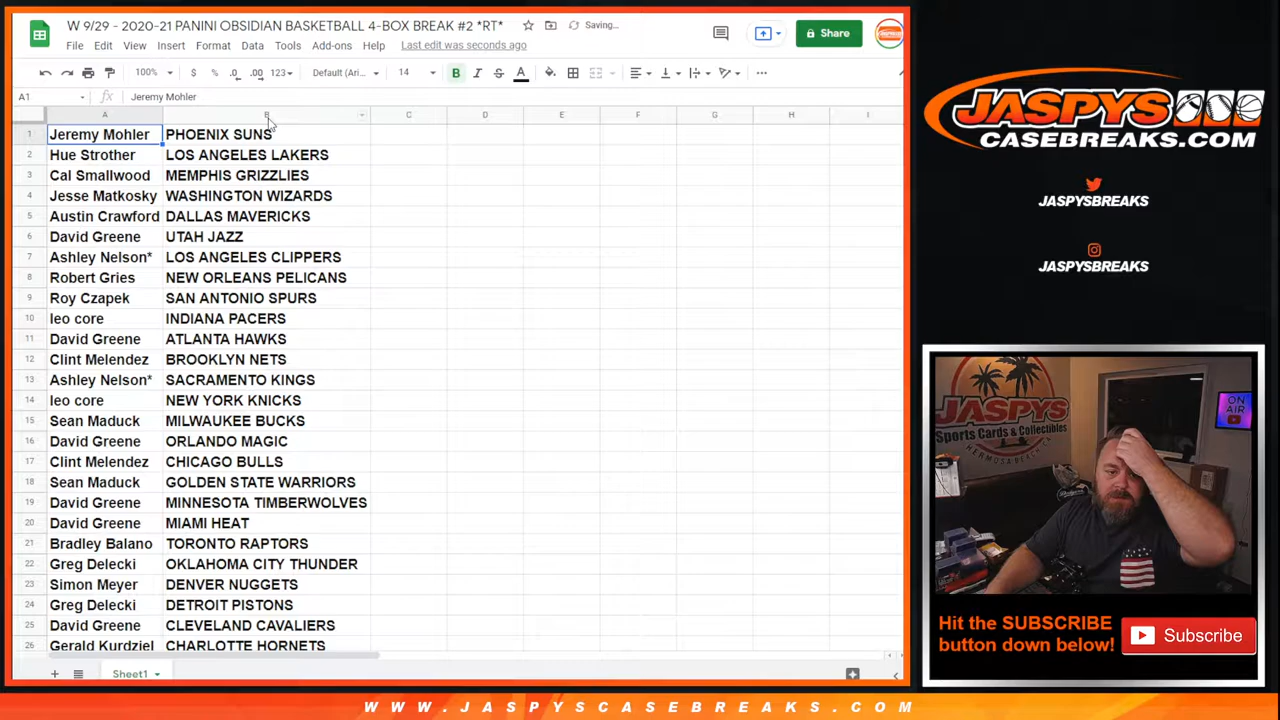 W 9/29 - 2020-21 PANINI OBSIDIAN BASKETBALL 4-BOX BREAK #2 *RT*
Saving...
File Edit View Insert Format Data Tools Add-ons Help Last edit was seconds ago
Share
100% $ % .0 .00 123 Default (Ari... 14 B I S A
A1 fx Jeremy Mohler
A B C D E F G H I
1 Jeremy Mohler PHOENIX SUNS
2 Hue Strother LOS ANGELES LAKERS
3 Cal Smallwood MEMPHIS GRIZZLIES
4 Jesse Matkosky WASHINGTON WIZARDS
5 Austin Crawford DALLAS MAVERICKS
6 David Greene UTAH JAZZ
7 Ashley Nelson* LOS ANGELES CLIPPERS
8 Robert Gries NEW ORLEANS PELICANS
9 Roy Czapek SAN ANTONIO SPURS
10 leo core INDIANA PACERS
11 David Greene ATLANTA HAWKS
12 Clint Melendez BROOKLYN NETS
13 Ashley Nelson* SACRAMENTO KINGS
14 leo core NEW YORK KNICKS
15 Sean Maduck MILWAUKEE BUCKS
16 David Greene ORLANDO MAGIC
17 Clint Melendez CHICAGO BULLS
18 Sean Maduck GOLDEN STATE WARRIORS
19 David Greene MINNESOTA TIMBERWOLVES
20 David Greene MIAMI HEAT
21 Bradley Balano TORONTO RAPTORS
22 Greg Delecki OKLAHOMA CITY THUNDER
23 Simon Meyer DENVER NUGGETS
24 Greg Delecki DETROIT PISTONS
25 David Greene CLEVELAND CAVALIERS
26 Gerald Kurdziel CHARLOTTE HORNETS
Sheet1
JASPYS
CASEBREAKS.COM
JASPYSBREAKS
JASPYSBREAKS
JASPYS
Sports Cards & Collectibles
HERMOSA BEACH, CA
ON
AIR
Hit the SUBSCRIBE
button down below!
Subscribe
WWW.JASPYSCASEBREAKS.COM